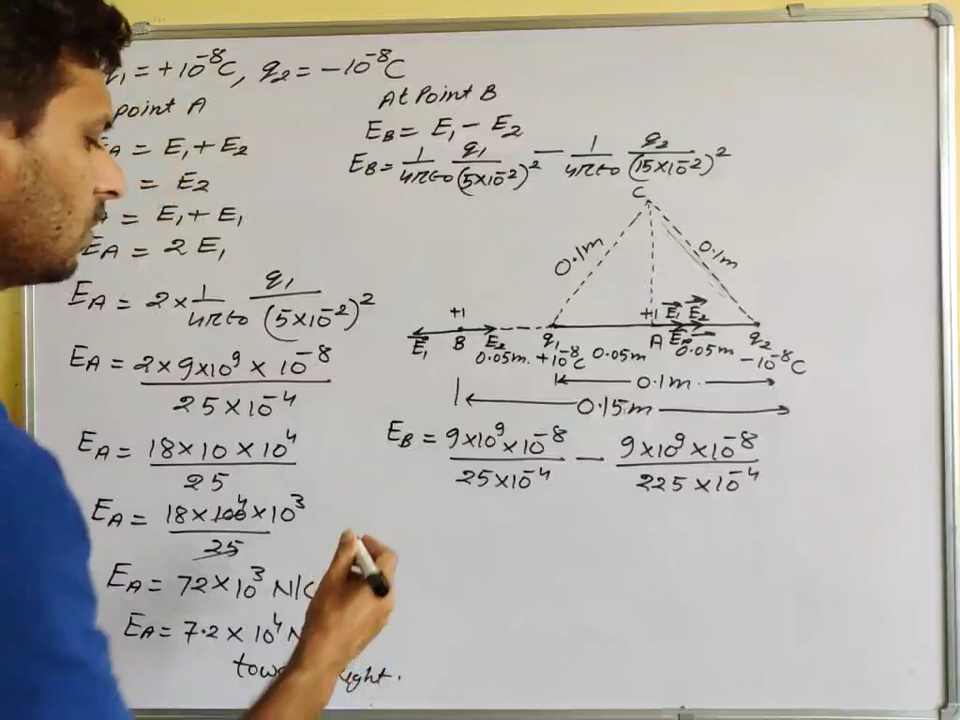 q₁ = +10⁻⁸C, q₂ = −10⁻⁸C
point A
= E₁ + E₂
= E₂
= E₁ + E₁
EA = 2 E₁
EA = 2 × 1/4πε₀ q₁/(5×10⁻²)²
EA = 2×9×10⁹ × 10⁻⁸ / 25×10⁻⁴
EA = 18×10×10⁴ / 25
EA = 18×100×10³ / 25
4
EA = 72×10³ N/C
EA = 7.2 × 10⁴ N
right.
At Point B
EB = E₁ − E₂
EB = 1/4πε₀ q₁/(5×10⁻²)² − 1/4πε₀ q₂/(15×10⁻²)²
C
0.1m 0.1m
+1 +1 E₁ E₂
E₁ B E₂ q₁ A EA q₂
0.05m. +10⁻⁸C 0.05m 0.05m −10⁻⁸C
0.1m
0.15m
EB = 9×10⁹×10⁻⁸ / 25×10⁻⁴ − 9×10⁹×10⁻⁸ / 225×10⁻⁴